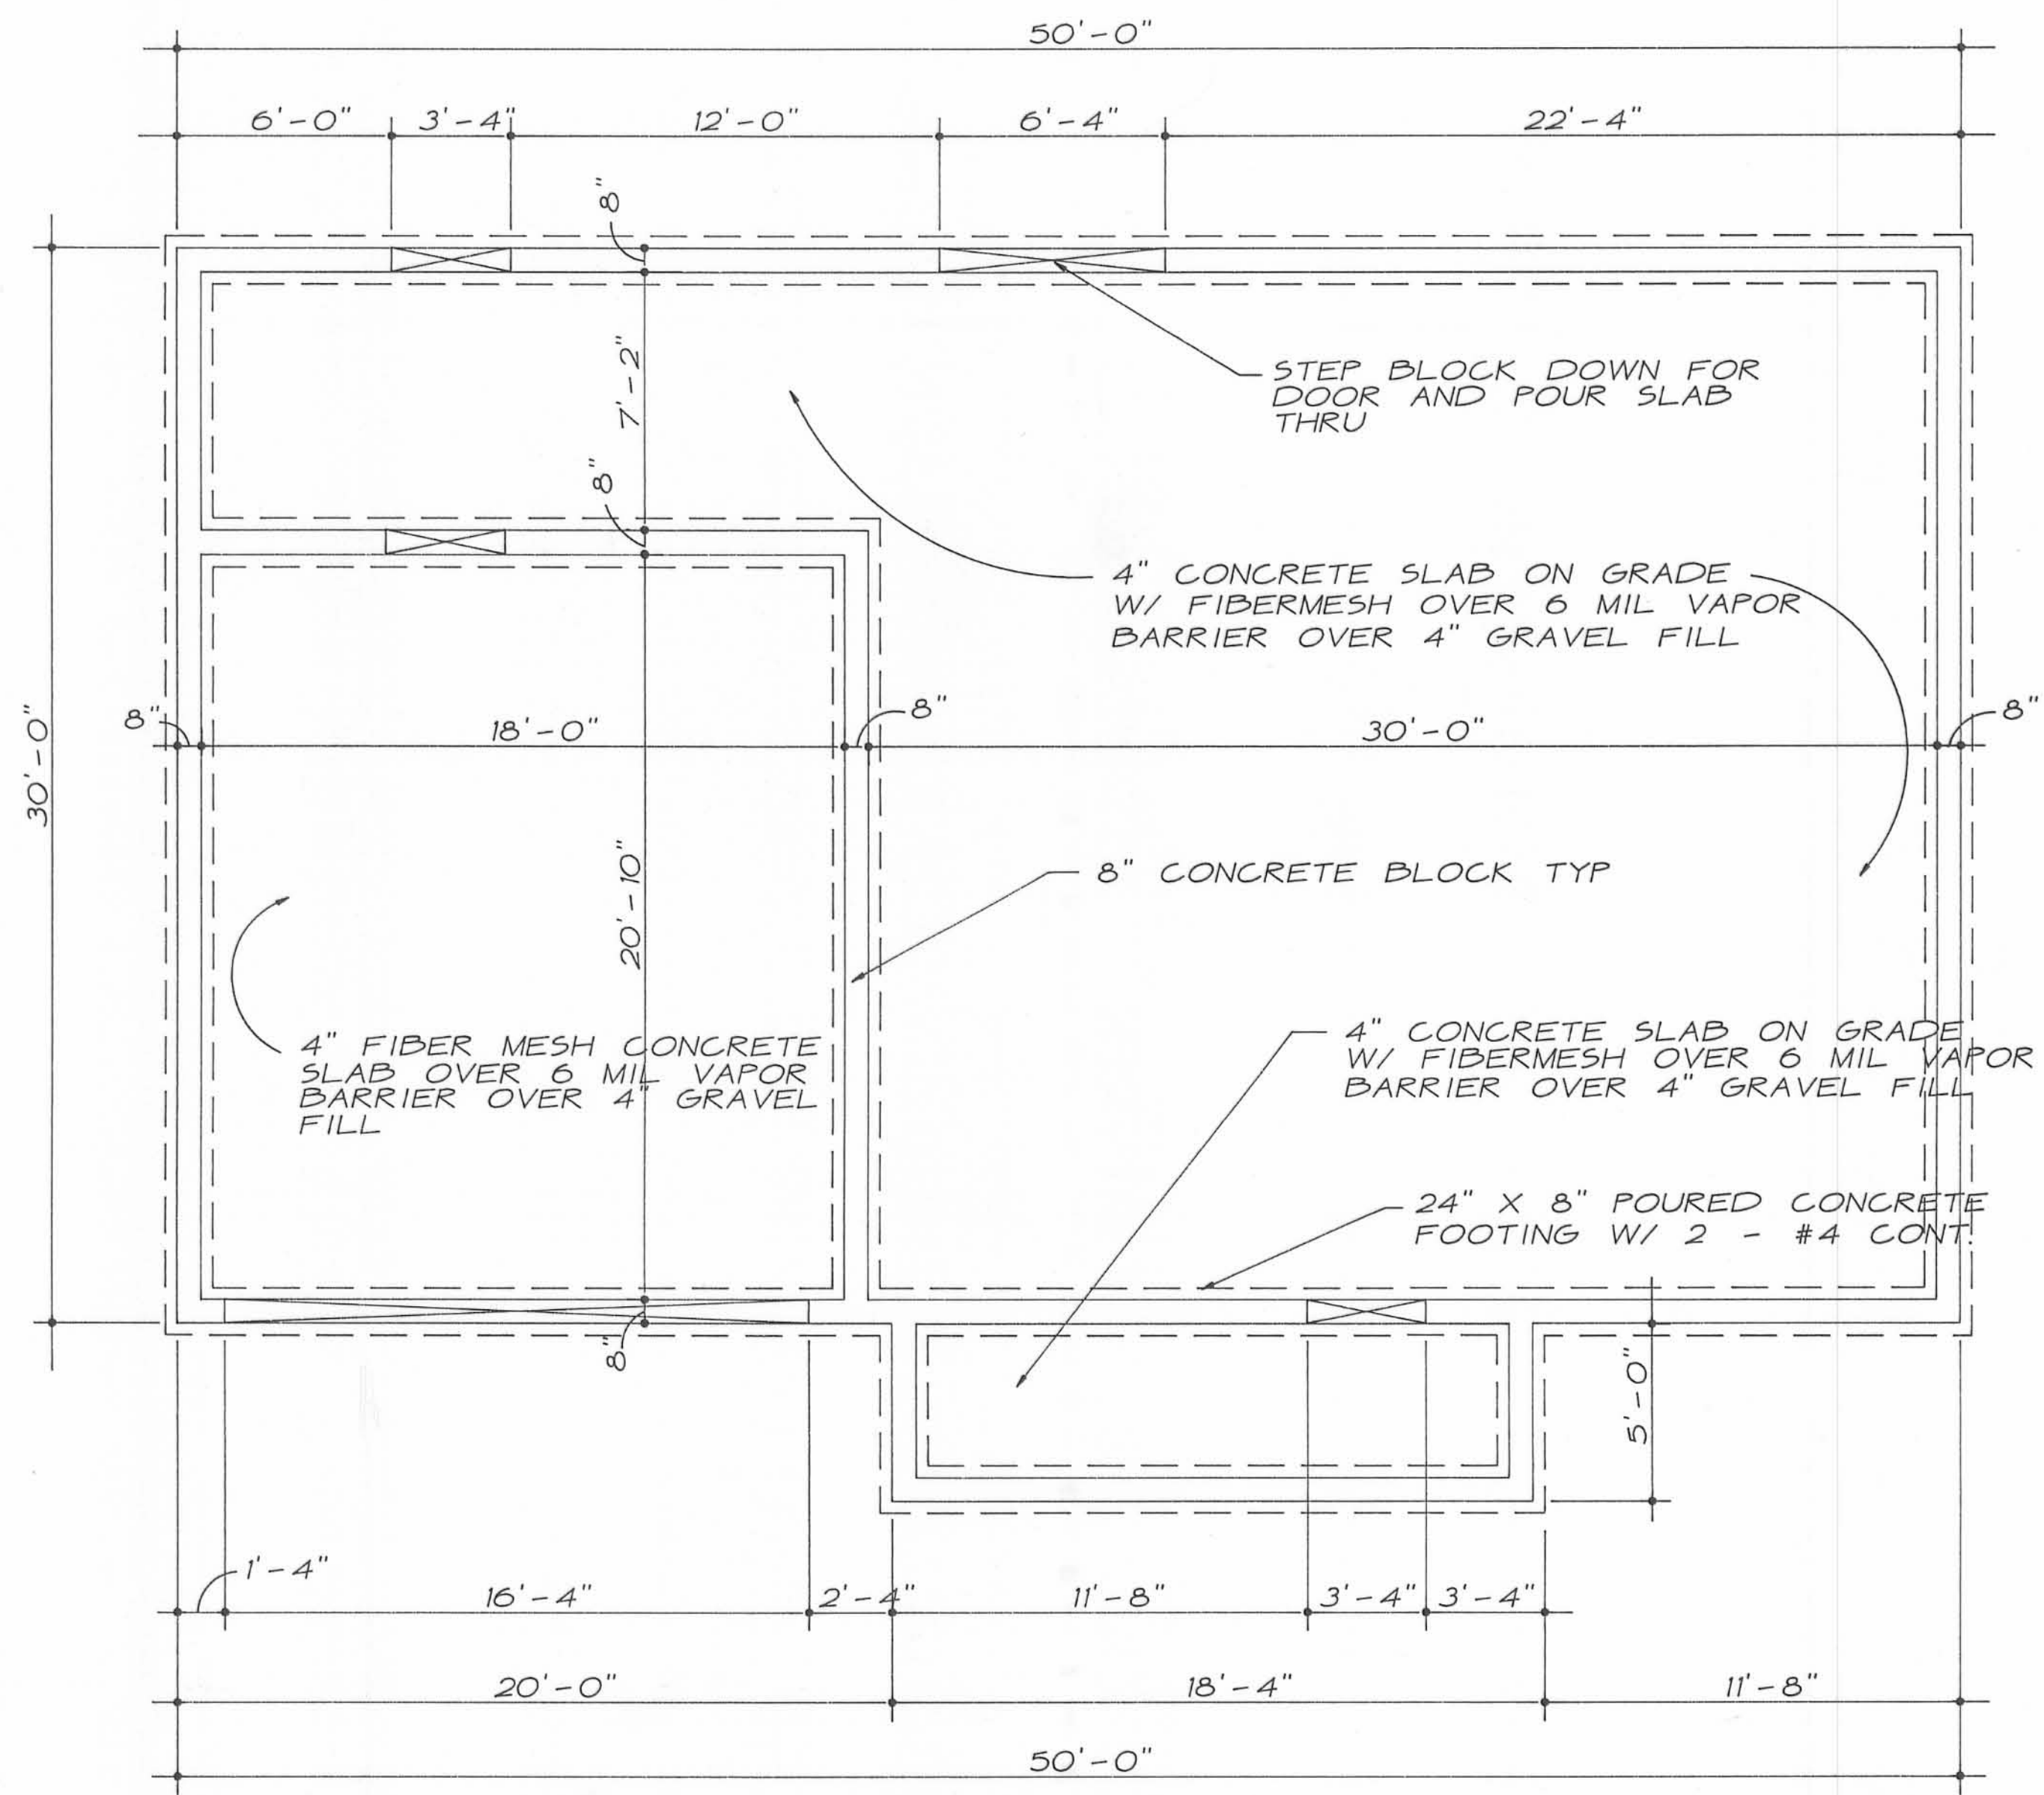 50'-0"
6'-0" 3'-4" 12'-0" 6'-4" 22'-4"
8"
7'-2"
STEP BLOCK DOWN FOR
DOOR AND POUR SLAB
THRU
8"
4" CONCRETE SLAB ON GRADE
W/ FIBERMESH OVER 6 MIL VAPOR
BARRIER OVER 4" GRAVEL FILL
30'-0"
8" 18'-0" 8" 30'-0" 8"
20'-10"
8" CONCRETE BLOCK TYP
4" FIBER MESH CONCRETE
SLAB OVER 6 MIL VAPOR
BARRIER OVER 4" GRAVEL
FILL
4" CONCRETE SLAB ON GRADE
W/ FIBERMESH OVER 6 MIL VAPOR
BARRIER OVER 4" GRAVEL FILL
24" X 8" POURED CONCRETE
FOOTING W/ 2 - #4 CONT.
8"
5'-0"
1'-4"
16'-4" 2'-4" 11'-8" 3'-4" 3'-4"
20'-0" 18'-4" 11'-8"
50'-0"